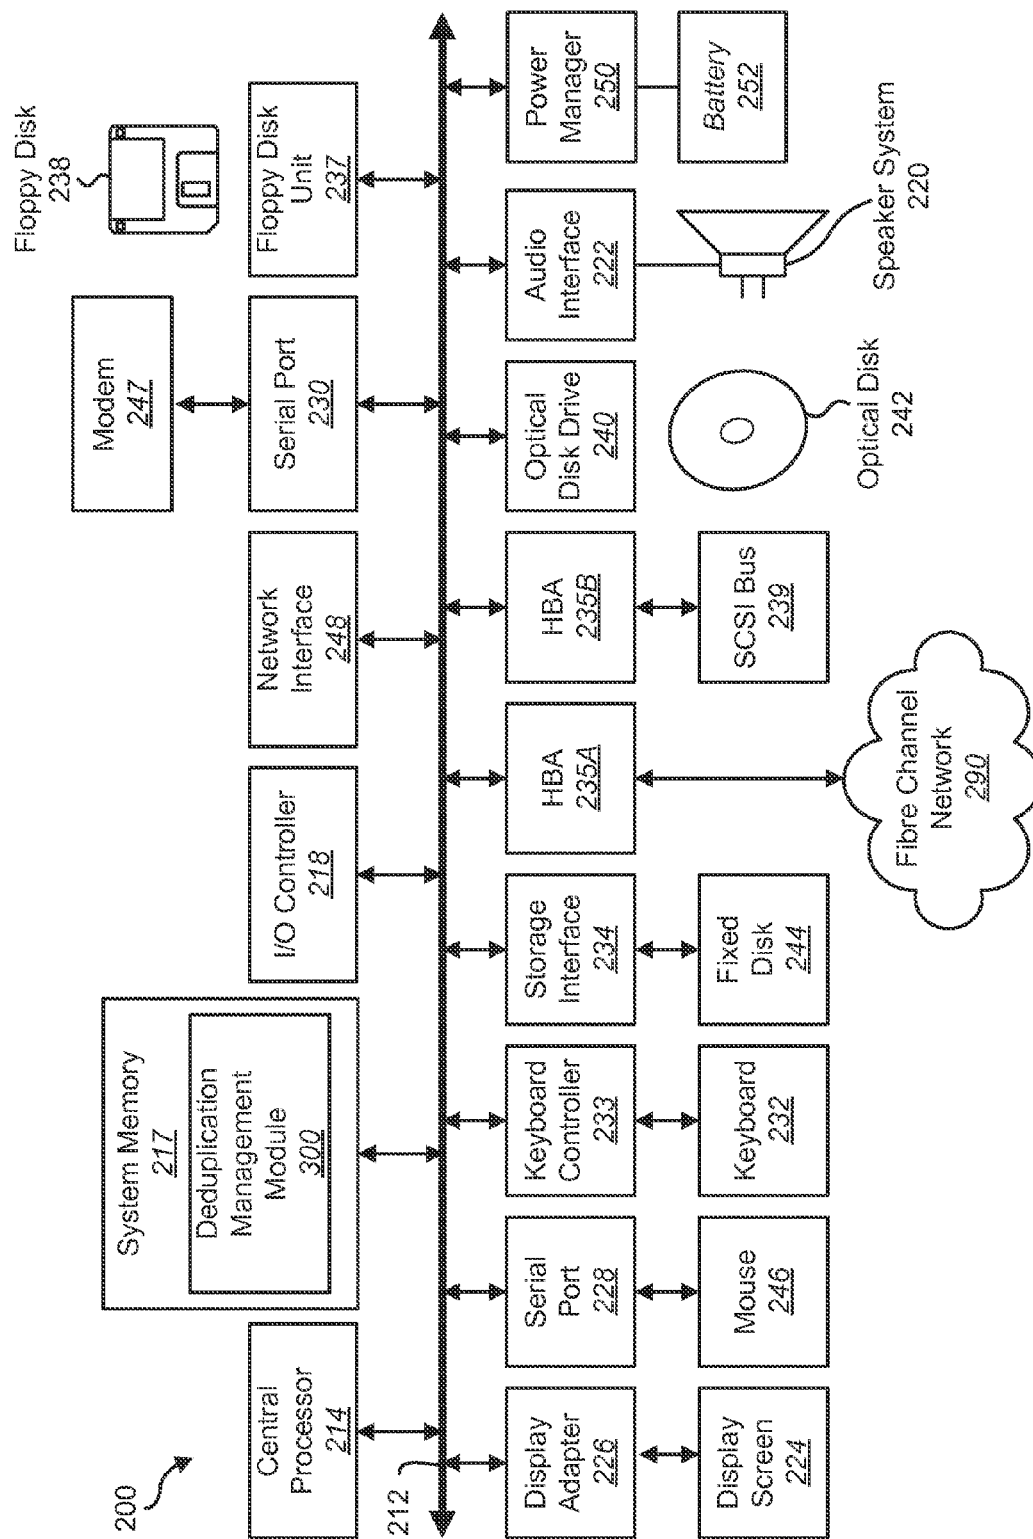 200
Central
Processor
214
System Memory
217
Deduplication
Management
Module
300
I/O Controller
218
Network
Interface
248
Modem
247
Serial Port
230
Floppy Disk
238
Floppy Disk
Unit
237
212
Display
Adapter
226
Serial
Port
228
Keyboard
Controller
233
Storage
Interface
234
HBA
235A
HBA
235B
Optical
Disk Drive
240
Audio
Interface
222
Power
Manager
250
Display
Screen
224
Mouse
246
Keyboard
232
Fixed
Disk
244
Fibre Channel
Network
290
SCSI Bus
239
Optical Disk
242
Speaker System
220
Battery
252